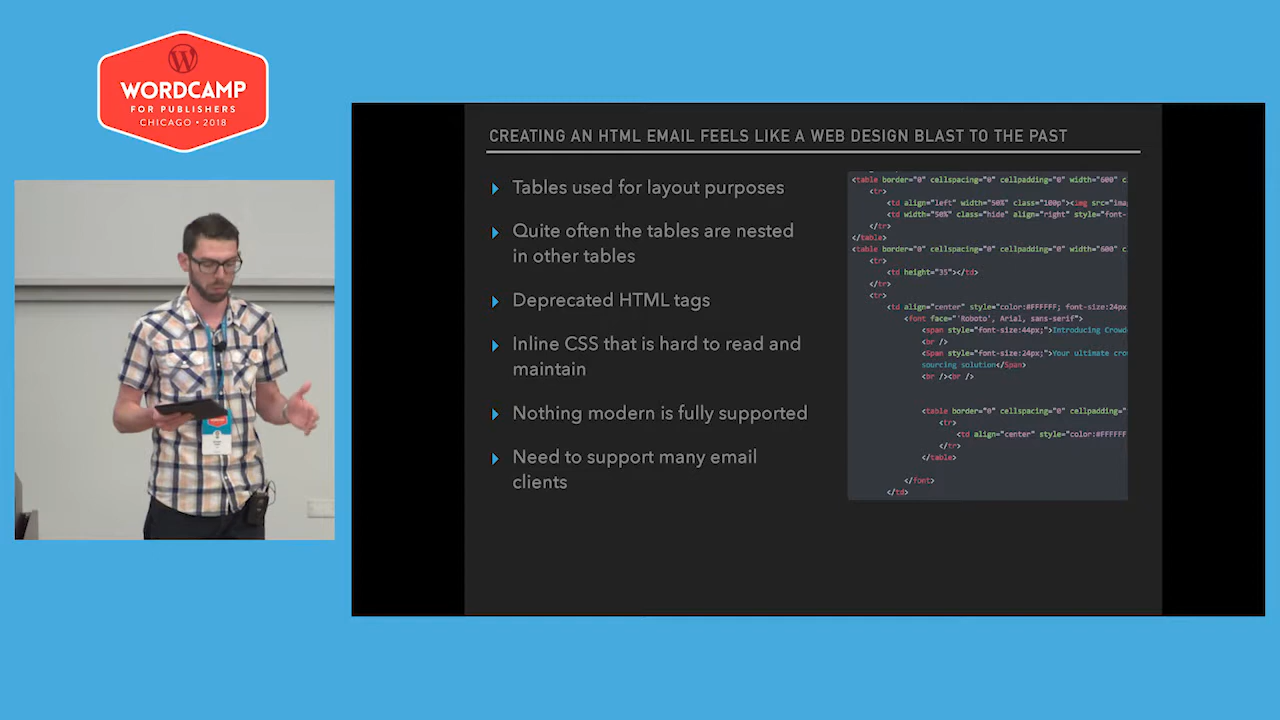 WORDCAMP
FOR PUBLISHERS
CHICAGO • 2018
CREATING AN HTML EMAIL FEELS LIKE A WEB DESIGN BLAST TO THE PAST
Tables used for layout purposes
Quite often the tables are nested
in other tables
Deprecated HTML tags
Inline CSS that is hard to read and
maintain
Nothing modern is fully supported
Need to support many email
clients
<table border="0" cellspacing="0" cellpadding="0" width="600" c
<tr>
<td align="left" width="50%" class="100p"><img src="ima
<td width="50%" class="hide" align="right" style="font-
</tr>
</table>
<table border="0" cellspacing="0" cellpadding="0" width="600" c
<tr>
<td height="35"></td>
</tr>
<tr>
<td align="center" style="color:#FFFFFF; font-size:24px
<font face="'Roboto', Arial, sans-serif">
<span style="font-size:44px;">Introducing Crowd
<br />
<Span style="font-size:24px;">Your ultimate cro
sourcing solution</Span>
<br /><br />
<table border="0" cellspacing="0" cellpadding="
<tr>
<td align="center" style="color:#FFFFFF
</tr>
</table>
</font>
</td>